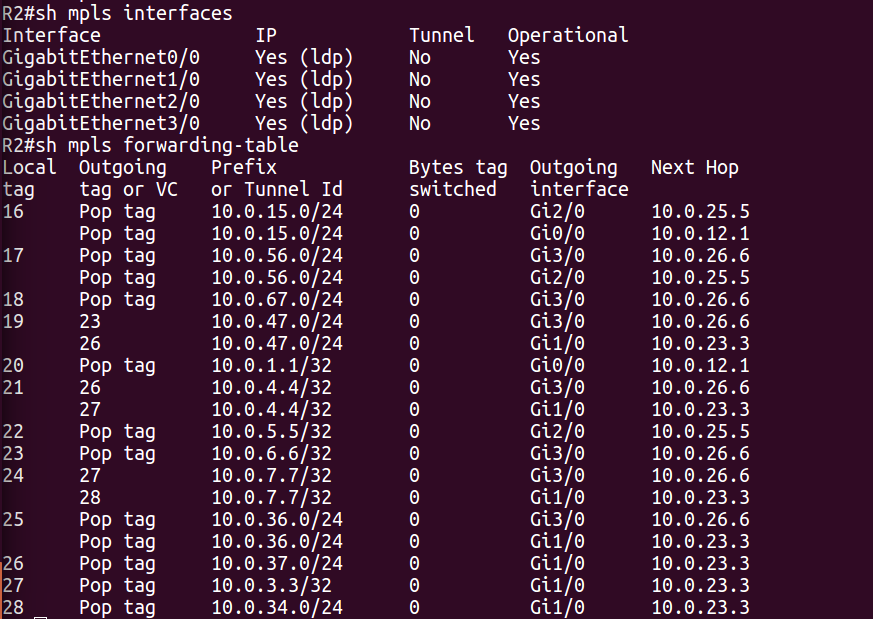 R2#sh mpls interfaces
Interface              IP            Tunnel   Operational
GigabitEthernet0/0     Yes (ldp)     No       Yes
GigabitEthernet1/0     Yes (ldp)     No       Yes
GigabitEthernet2/0     Yes (ldp)     No       Yes
GigabitEthernet3/0     Yes (ldp)     No       Yes
R2#sh mpls forwarding-table
Local  Outgoing    Prefix            Bytes tag  Outgoing   Next Hop
tag    tag or VC   or Tunnel Id      switched   interface
16     Pop tag     10.0.15.0/24      0          Gi2/0      10.0.25.5
       Pop tag     10.0.15.0/24      0          Gi0/0      10.0.12.1
17     Pop tag     10.0.56.0/24      0          Gi3/0      10.0.26.6
       Pop tag     10.0.56.0/24      0          Gi2/0      10.0.25.5
18     Pop tag     10.0.67.0/24      0          Gi3/0      10.0.26.6
19     23          10.0.47.0/24      0          Gi3/0      10.0.26.6
       26          10.0.47.0/24      0          Gi1/0      10.0.23.3
20     Pop tag     10.0.1.1/32       0          Gi0/0      10.0.12.1
21     26          10.0.4.4/32       0          Gi3/0      10.0.26.6
       27          10.0.4.4/32       0          Gi1/0      10.0.23.3
22     Pop tag     10.0.5.5/32       0          Gi2/0      10.0.25.5
23     Pop tag     10.0.6.6/32       0          Gi3/0      10.0.26.6
24     27          10.0.7.7/32       0          Gi3/0      10.0.26.6
       28          10.0.7.7/32       0          Gi1/0      10.0.23.3
25     Pop tag     10.0.36.0/24      0          Gi3/0      10.0.26.6
       Pop tag     10.0.36.0/24      0          Gi1/0      10.0.23.3
26     Pop tag     10.0.37.0/24      0          Gi1/0      10.0.23.3
27     Pop tag     10.0.3.3/32       0          Gi1/0      10.0.23.3
28     Pop tag     10.0.34.0/24      0          Gi1/0      10.0.23.3